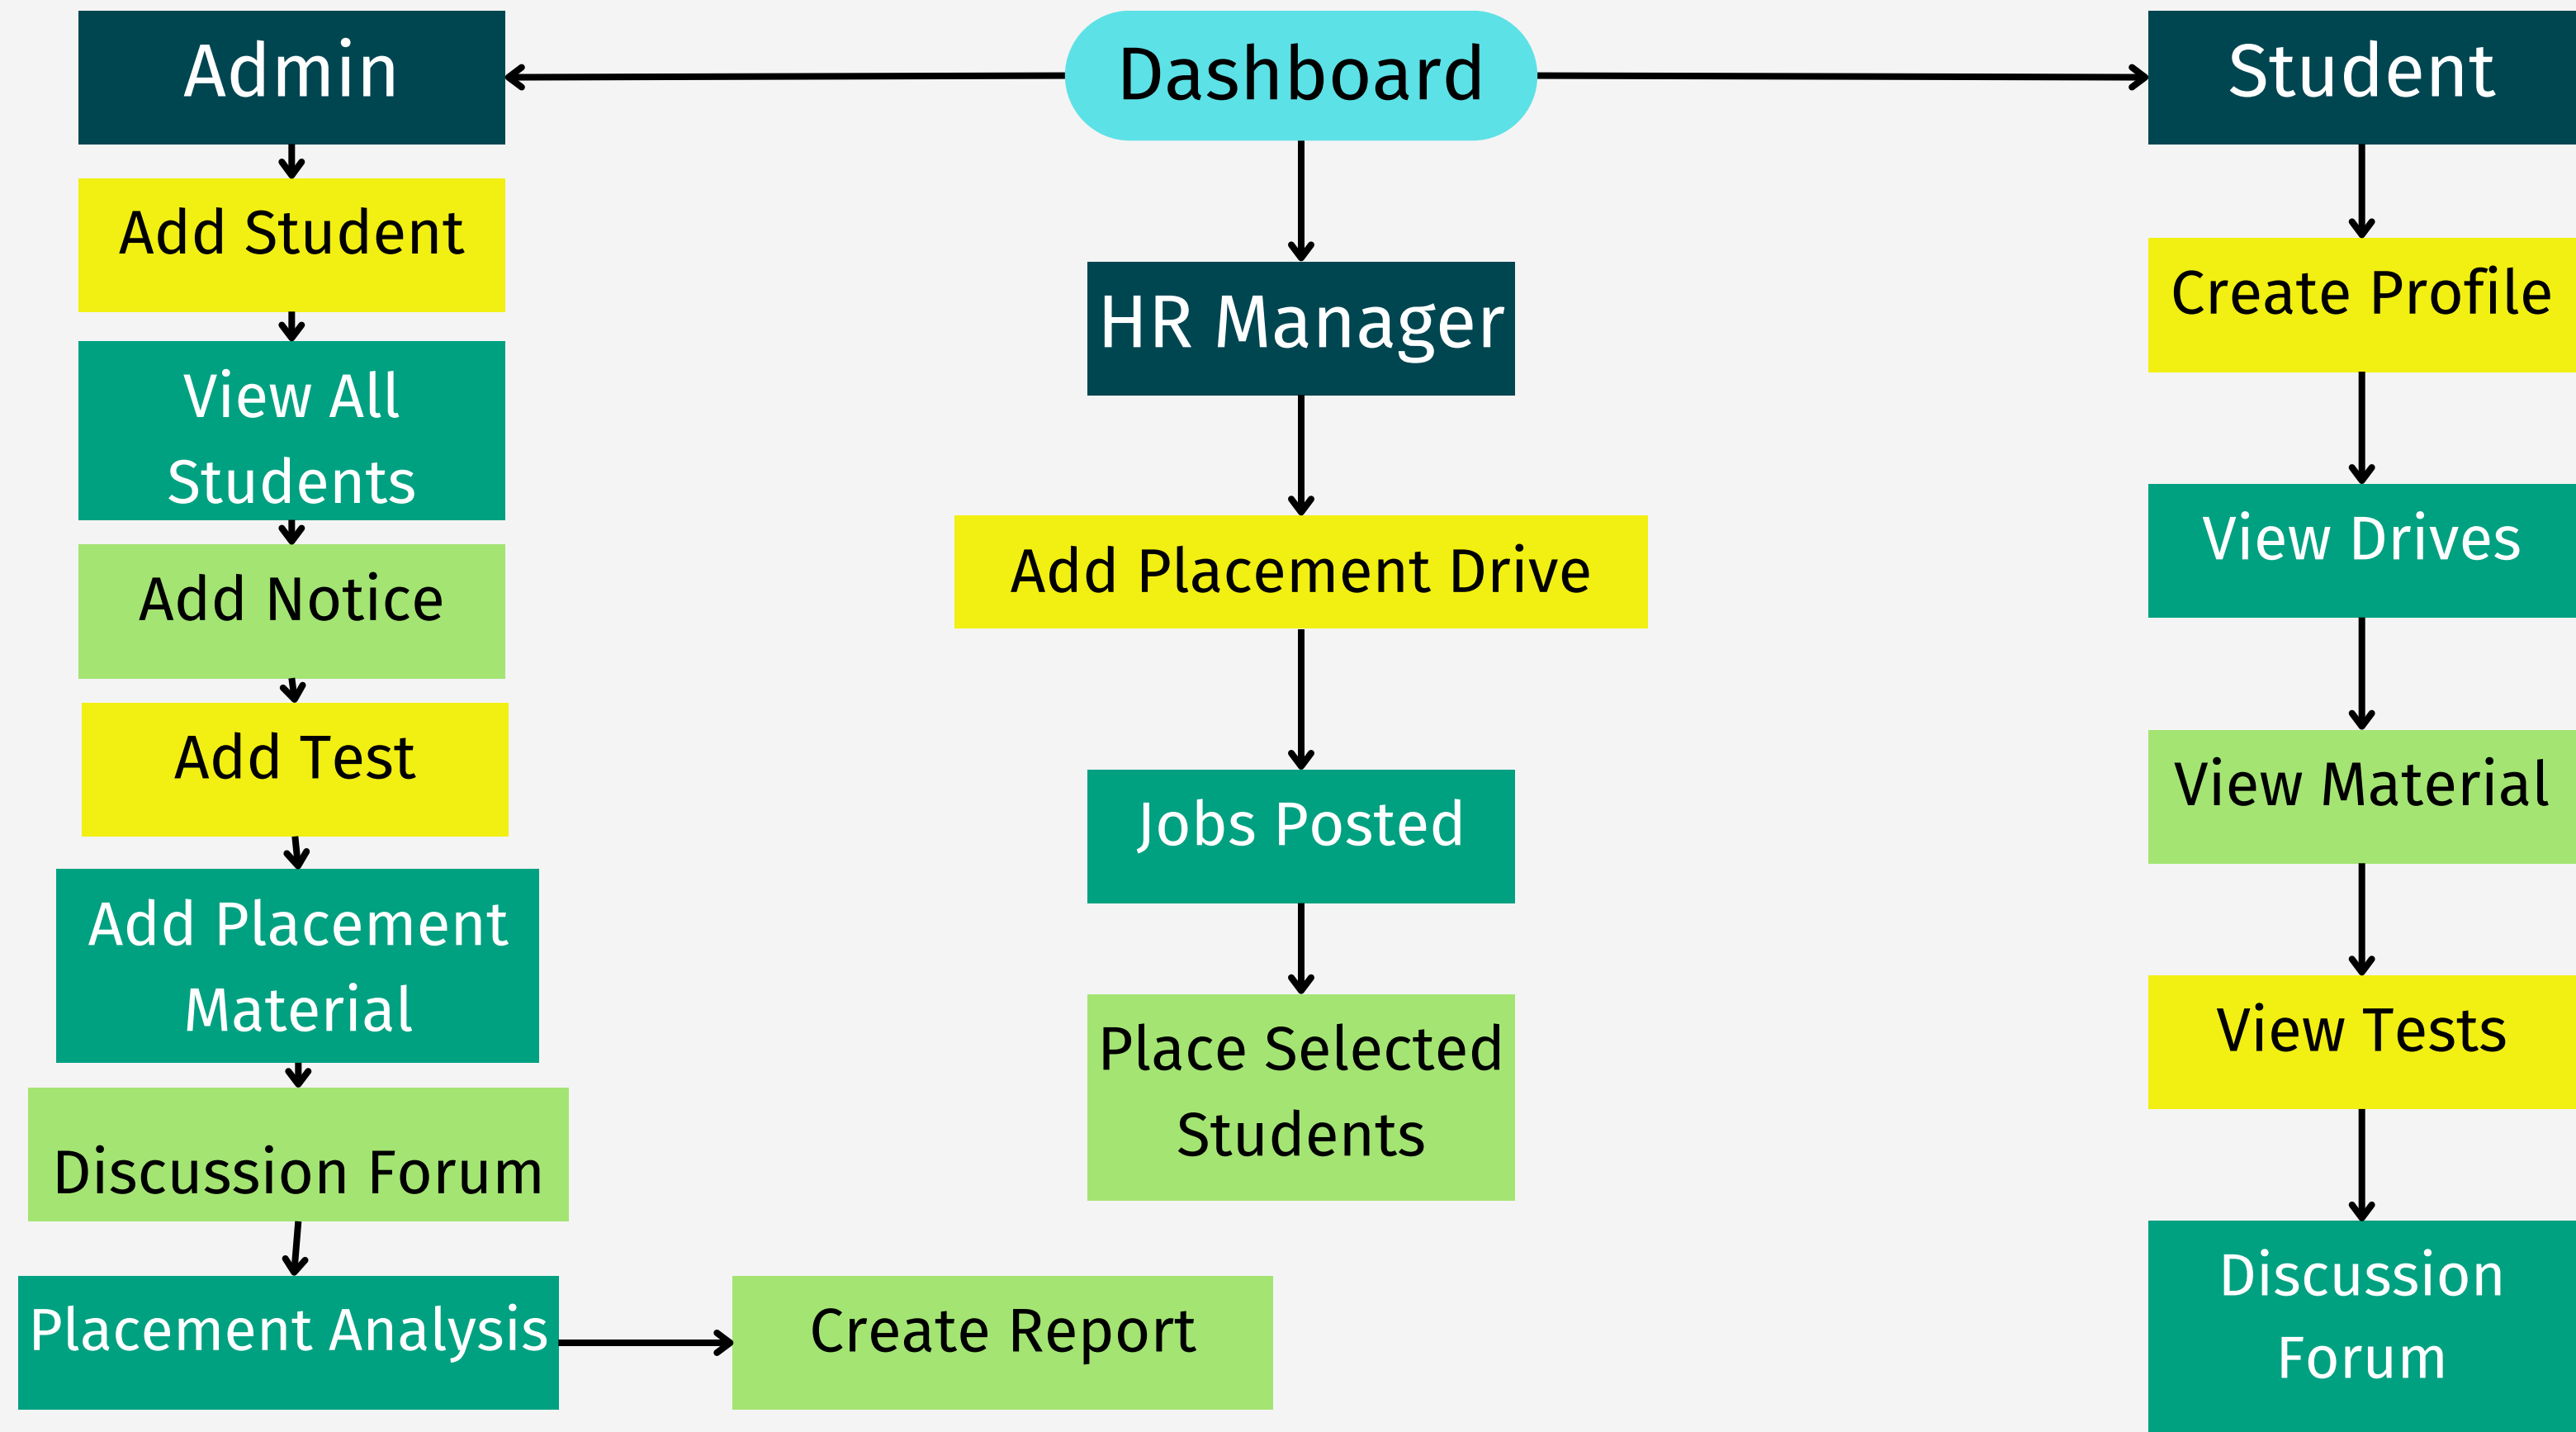 Admin
Dashboard
Student
Add Student
View All
Students
Add Notice
Add Test
Add Placement
Material
Discussion Forum
Placement Analysis
Create Report
HR Manager
Add Placement Drive
Jobs Posted
Place Selected
Students
Create Profile
View Drives
View Material
View Tests
Discussion
Forum